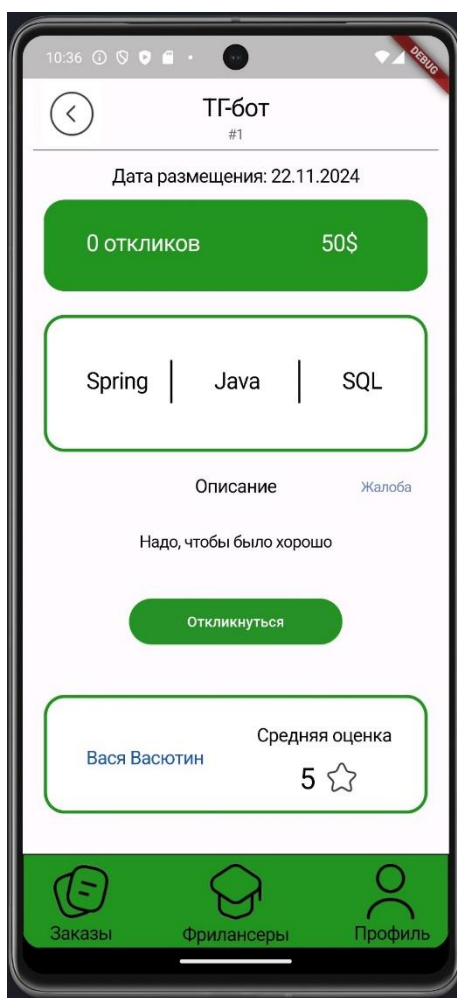 10:36
DEBUG
ТГ-бот
#1
Дата размещения: 22.11.2024
0 откликов 50$
Spring Java SQL
Описание Жалоба
Надо, чтобы было хорошо
Откликнуться
Средняя оценка
Вася Васютин
5
Заказы Фрилансеры Профиль